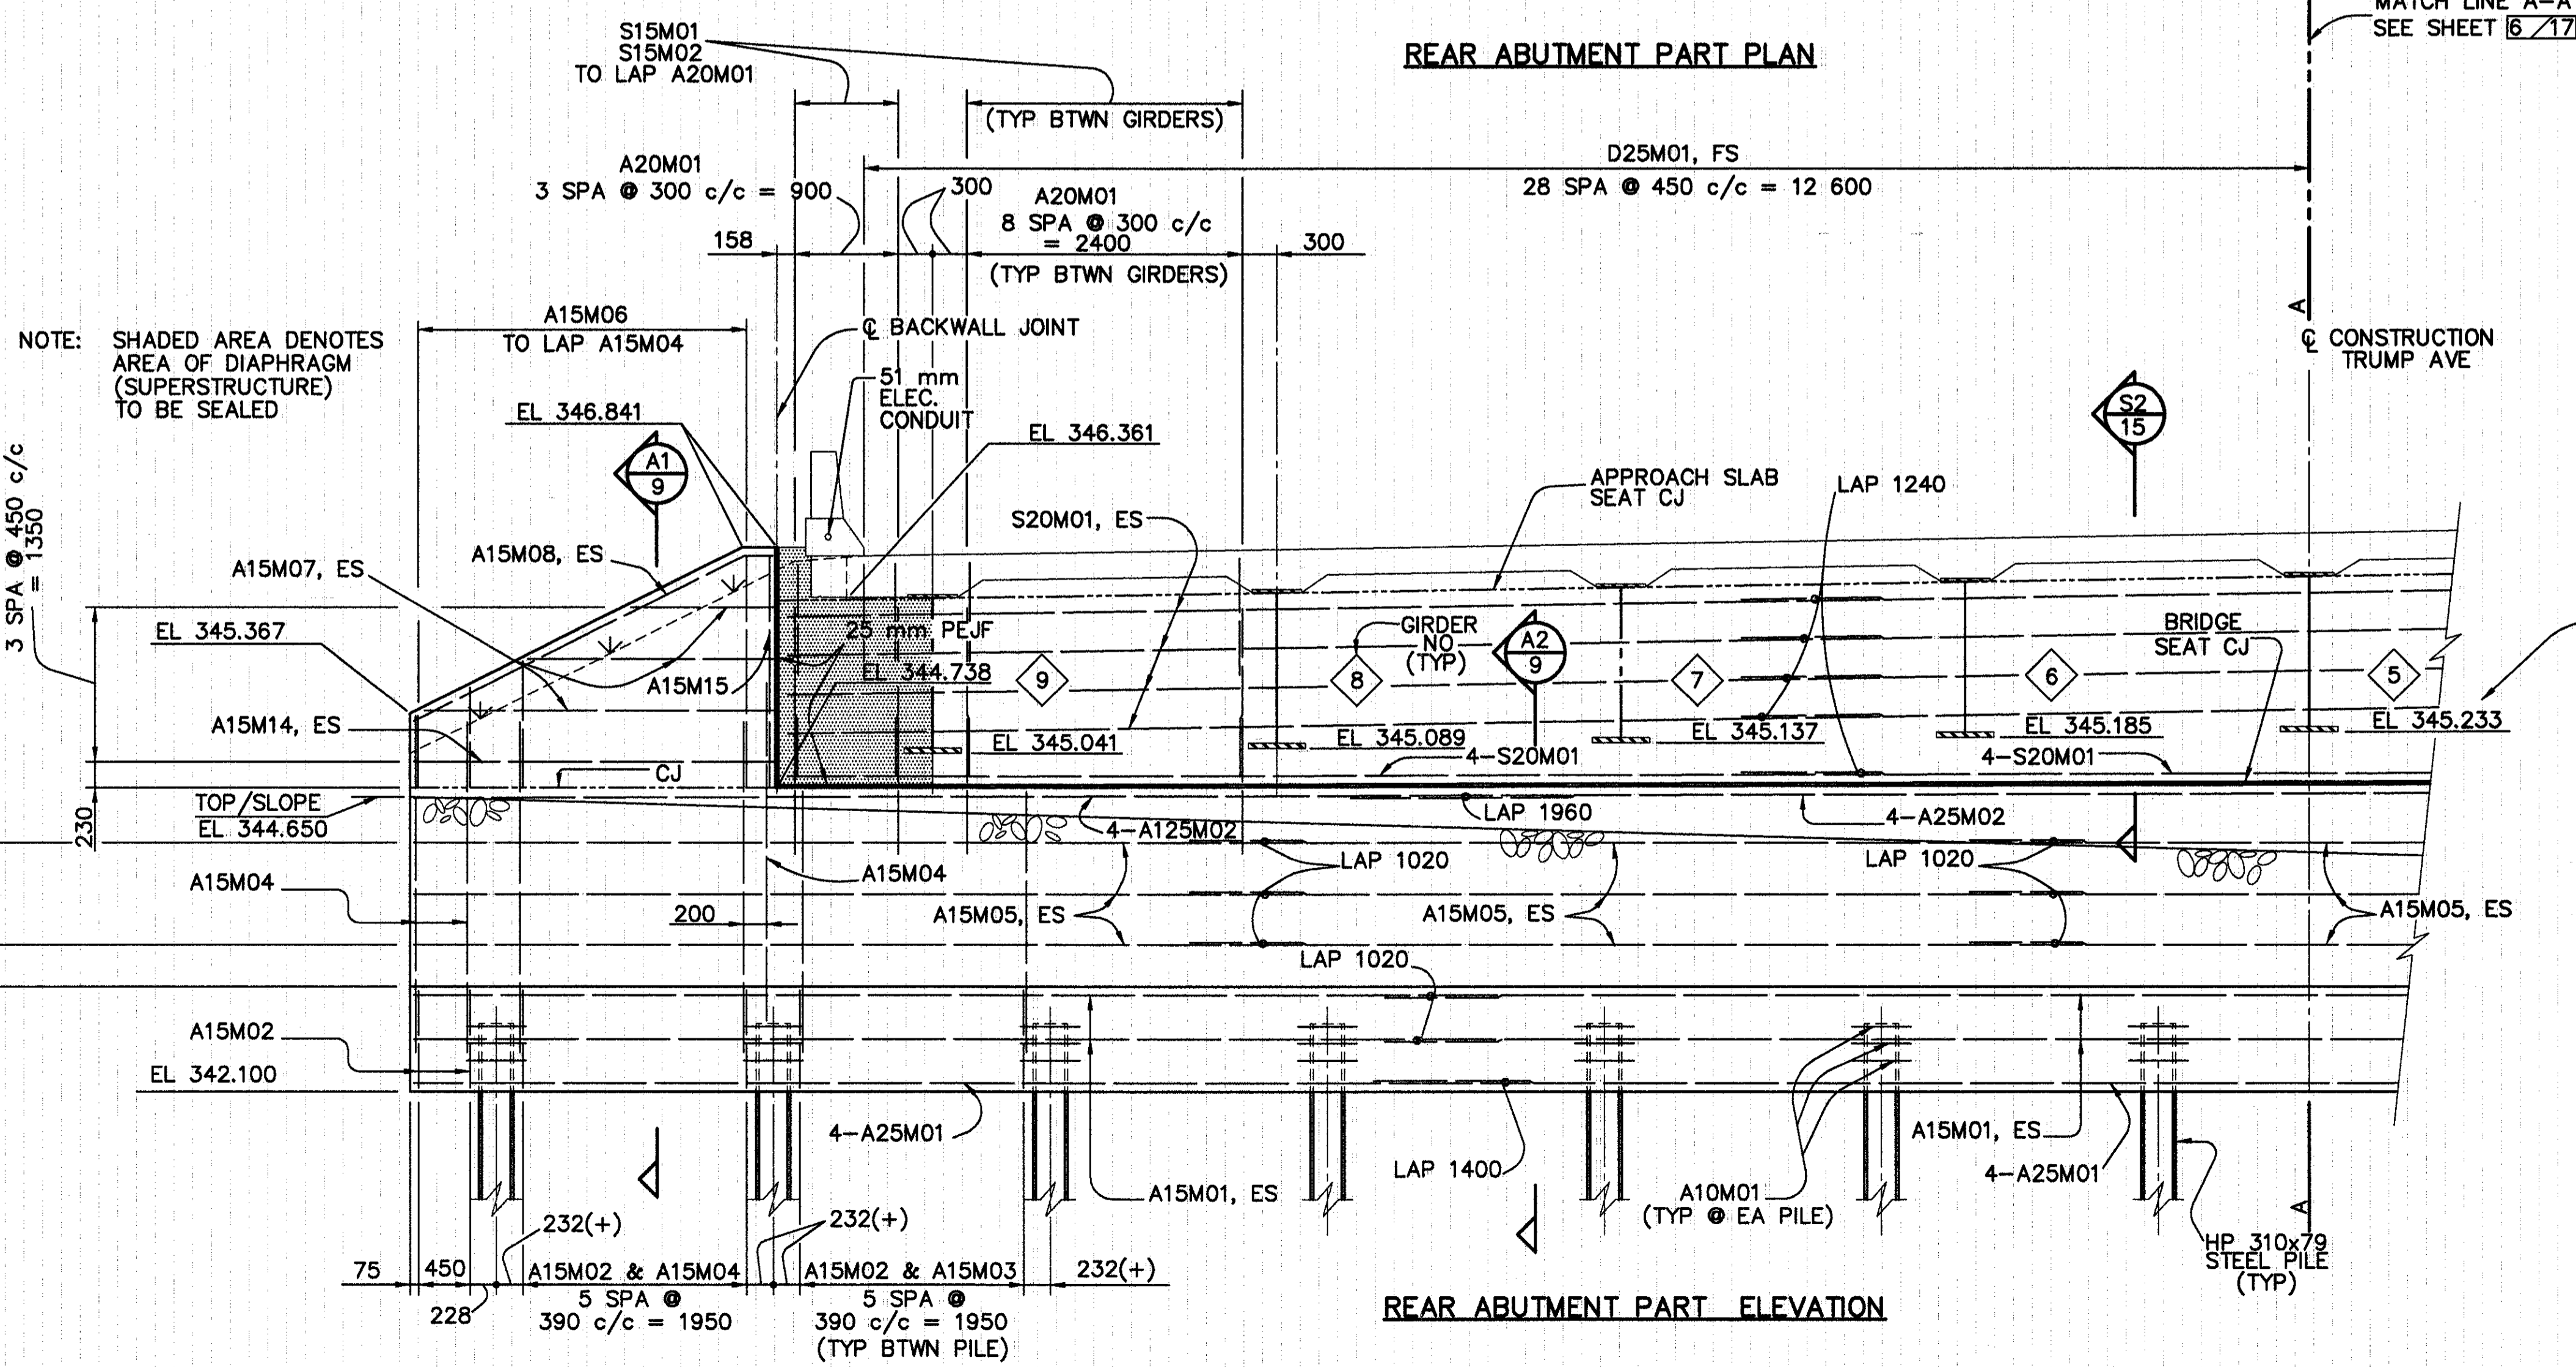 MATCH LINE A-A
SEE SHEET 6/17
REAR ABUTMENT PART PLAN
S15M01
S15M02
TO LAP A20M01
(TYP BTWN GIRDERS)
D25M01, FS
28 SPA @ 450 c/c = 12 600
A20M01
3 SPA @ 300 c/c = 900
300
A20M01
8 SPA @ 300 c/c
= 2400
(TYP BTWN GIRDERS)
158
300
NOTE: SHADED AREA DENOTES
AREA OF DIAPHRAGM
(SUPERSTRUCTURE)
TO BE SEALED
A15M06
TO LAP A15M04
℄ BACKWALL JOINT
A
℄ CONSTRUCTION
TRUMP AVE
51 mm
ELEC.
CONDUIT
EL 346.841
EL 346.361
A1
9
S2
15
3 SPA @ 450 c/c
= 1350
APPROACH SLAB
SEAT CJ
LAP 1240
S20M01, ES
A15M07, ES
A15M08, ES
EL 345.367
25 mm PEJF
GIRDER
NO
(TYP)
A2
9
BRIDGE
SEAT CJ
A15M15
EL 344.738
9
8
7
6
5
A15M14, ES
EL 345.041
EL 345.089
EL 345.137
EL 345.185
EL 345.233
4-S20M01
4-S20M01
CJ
TOP/SLOPE
EL 344.650
230
4-A125M02
LAP 1960
4-A25M02
LAP 1020
LAP 1020
A15M04
A15M04
200
A15M05, ES
A15M05, ES
A15M05, ES
LAP 1020
A15M02
EL 342.100
4-A25M01
LAP 1400
A15M01, ES
A10M01
(TYP @ EA PILE)
A15M01, ES
4-A25M01
A
HP 310x79
STEEL PILE
(TYP)
232(+)
232(+)
75
450
A15M02 & A15M04
5 SPA @
390 c/c = 1950
A15M02 & A15M03
5 SPA @
390 c/c = 1950
(TYP BTWN PILE)
232(+)
228
REAR ABUTMENT PART ELEVATION